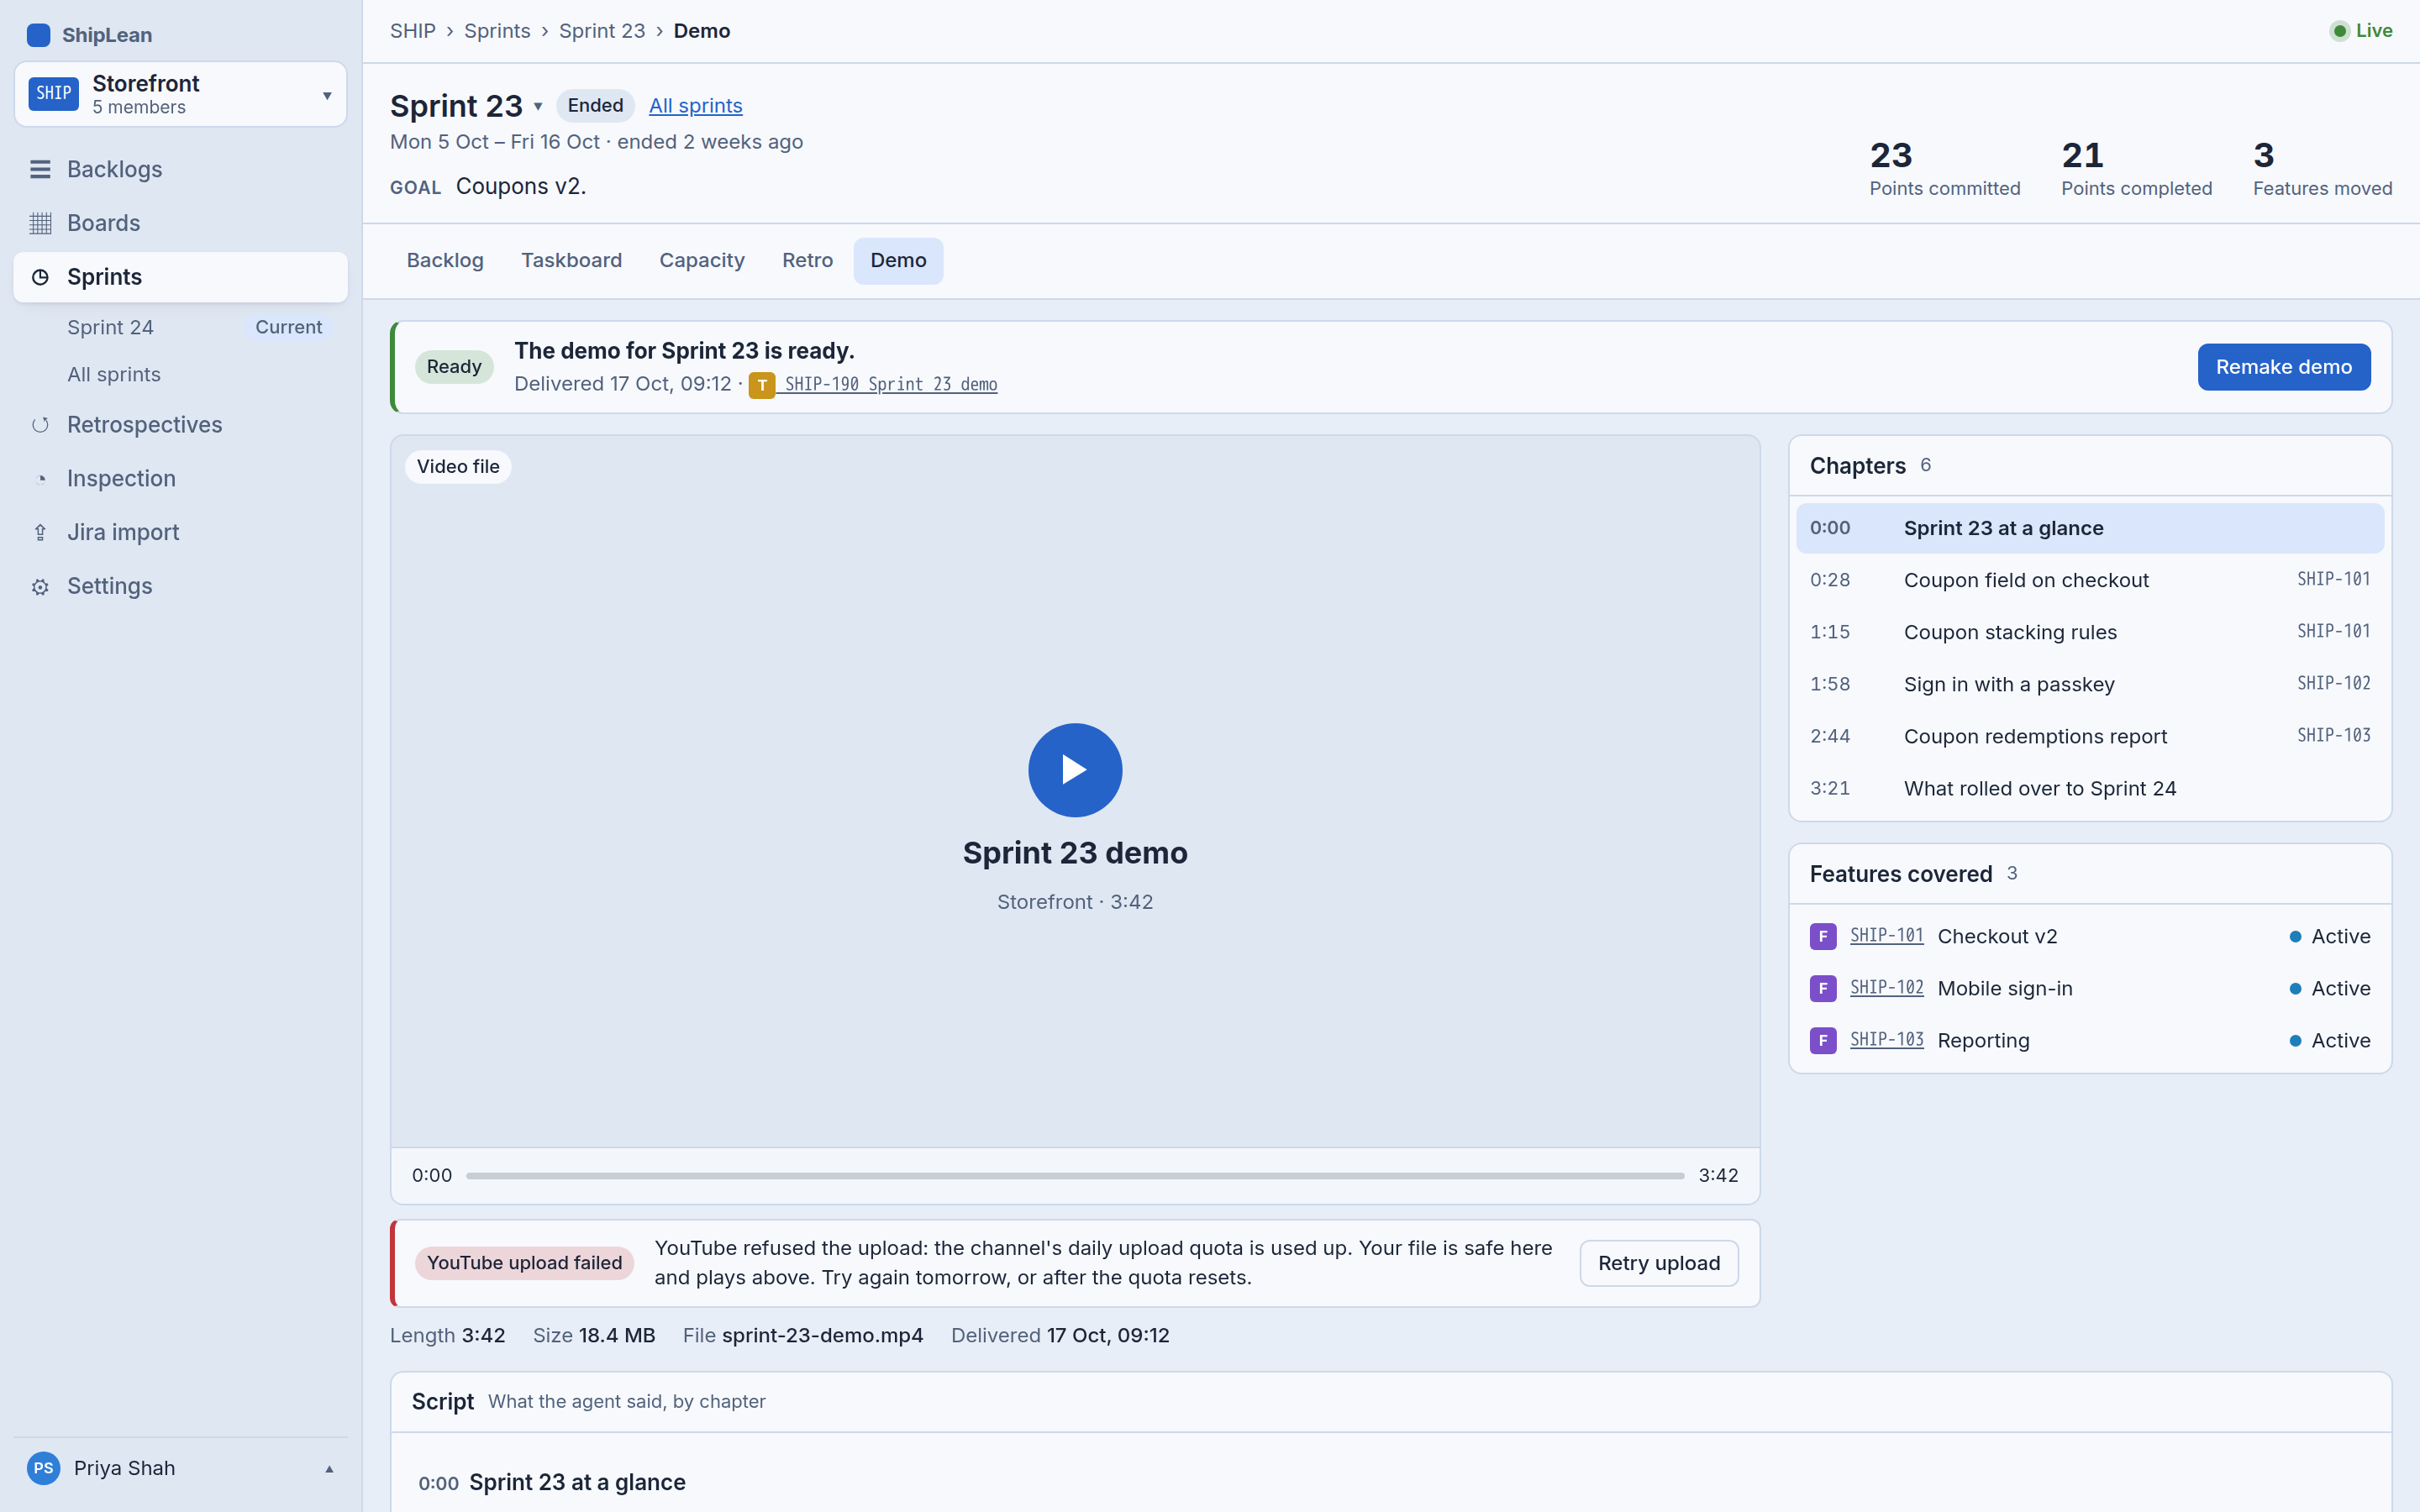 ShipLean
SHIP
Storefront
5 members
Backlogs
Boards
Sprints
Sprint 24 Current
All sprints
Retrospectives
Inspection
Jira import
Settings
PS Priya Shah
SHIP › Sprints › Sprint 23 › Demo
Live
Sprint 23 Ended All sprints
Mon 5 Oct – Fri 16 Oct · ended 2 weeks ago
GOAL Coupons v2.
23 21 3
Points committed Points completed Features moved
Backlog Taskboard Capacity Retro Demo
Ready
The demo for Sprint 23 is ready.
Delivered 17 Oct, 09:12 · T SHIP-190 Sprint 23 demo
Remake demo
Video file
Sprint 23 demo
Storefront · 3:42
0:00 3:42
Chapters 6
0:00 Sprint 23 at a glance
0:28 Coupon field on checkout SHIP-101
1:15 Coupon stacking rules SHIP-101
1:58 Sign in with a passkey SHIP-102
2:44 Coupon redemptions report SHIP-103
3:21 What rolled over to Sprint 24
Features covered 3
F SHIP-101 Checkout v2 Active
F SHIP-102 Mobile sign-in Active
F SHIP-103 Reporting Active
YouTube upload failed
YouTube refused the upload: the channel's daily upload quota is used up. Your file is safe here
and plays above. Try again tomorrow, or after the quota resets.
Retry upload
Length 3:42 Size 18.4 MB File sprint-23-demo.mp4 Delivered 17 Oct, 09:12
Script What the agent said, by chapter
0:00 Sprint 23 at a glance